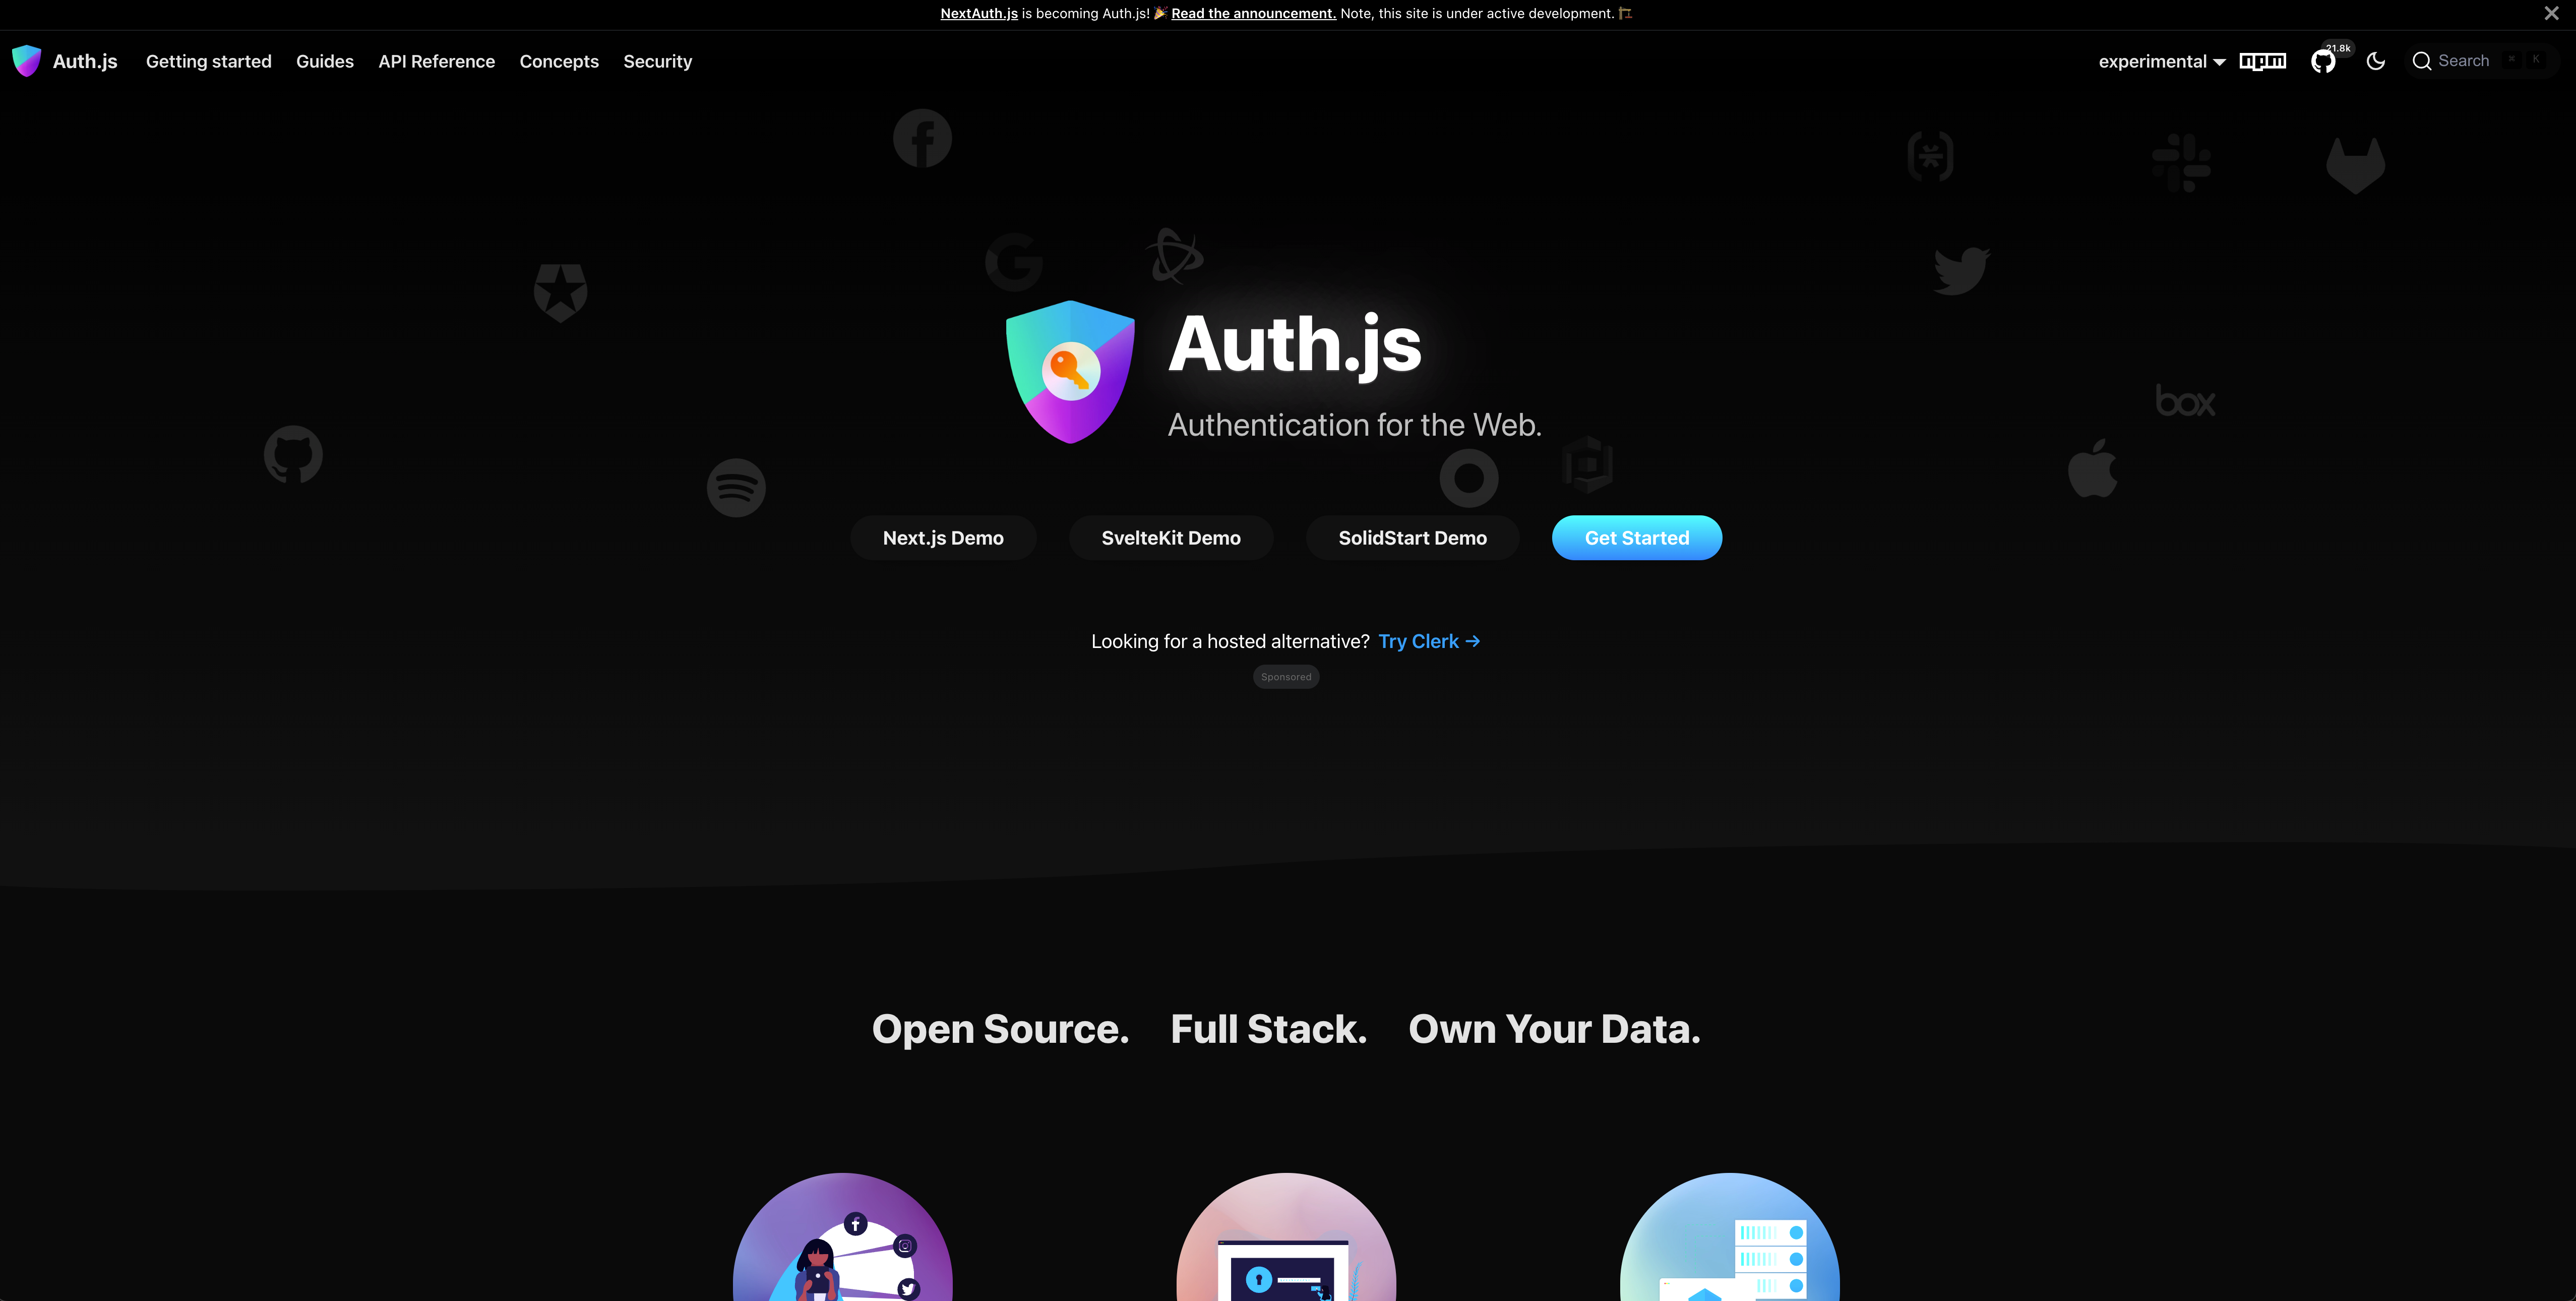 NextAuth.js is becoming Auth.js! 🎉 Read the announcement. Note, this site is under active development. 🏗️
Auth.js Getting started Guides API Reference Concepts Security experimental npm 21.8k Search ⌘ K
box
Auth.js
Authentication for the Web.
Next.js Demo SvelteKit Demo SolidStart Demo Get Started
Looking for a hosted alternative? Try Clerk →
Sponsored
Open Source. Full Stack. Own Your Data.